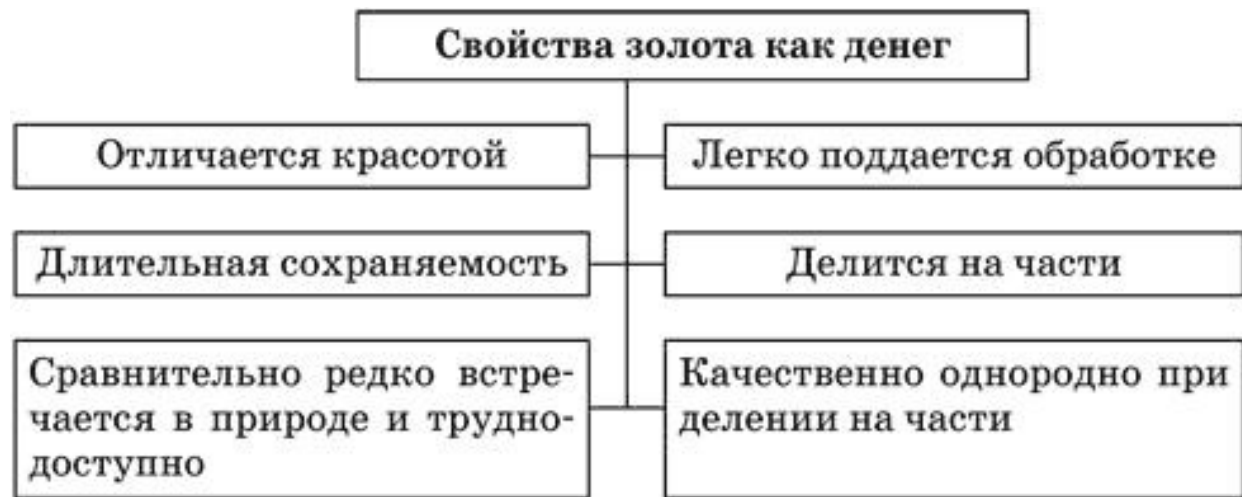 Свойства золота как денег
Отличается красотой
Легко поддается обработке
Длительная сохраняемость
Делится на части
Сравнительно редко встре-
чается в природе и трудно-
доступно
Качественно однородно при
делении на части